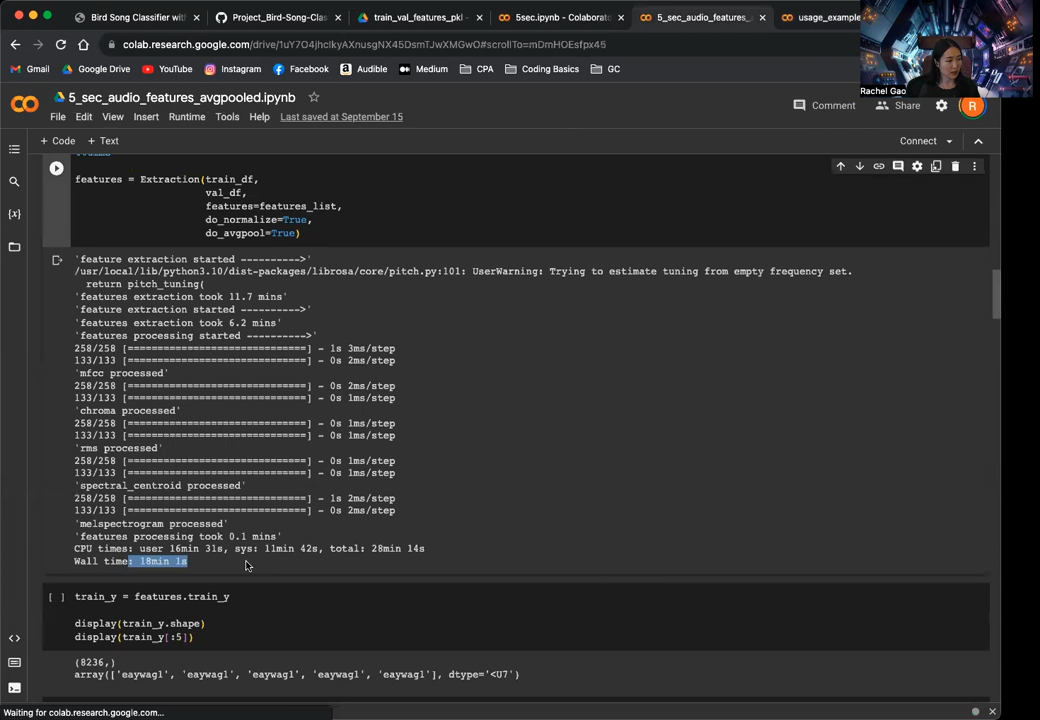 Bird Song Classifier with
Project_Bird-Song-Clas
train_val_features_pkl -
5sec.ipynb - Colaborato
5_sec_audio_features_
usage_example
colab.research.google.com/drive/1uY7O4jhcIkyAXnusgNX45DsmTJwXMGwO#scrollTo=mDmHOEsfpx45
Gmail
Google Drive
YouTube
Instagram
Facebook
Audible
Medium
CPA
Coding Basics
GC
Rachel Gao
5_sec_audio_features_avgpooled.ipynb
Comment
Share
R
File Edit View Insert Runtime Tools Help Last saved at September 15
+ Code + Text
Connect
features = Extraction(train_df,
val_df,
features=features_list,
do_normalize=True,
do_avgpool=True)
'feature extraction started ---------->'
/usr/local/lib/python3.10/dist-packages/librosa/core/pitch.py:101: UserWarning: Trying to estimate tuning from empty frequency set.
return pitch_tuning(
'features extraction took 11.7 mins'
'feature extraction started ---------->'
'features extraction took 6.2 mins'
'features processing started ---------->'
258/258 [==============================] - 1s 3ms/step
133/133 [==============================] - 0s 2ms/step
'mfcc processed'
258/258 [==============================] - 0s 2ms/step
133/133 [==============================] - 0s 1ms/step
'chroma processed'
258/258 [==============================] - 0s 1ms/step
133/133 [==============================] - 0s 1ms/step
'rms processed'
258/258 [==============================] - 0s 1ms/step
133/133 [==============================] - 0s 1ms/step
'spectral_centroid processed'
258/258 [==============================] - 1s 2ms/step
133/133 [==============================] - 0s 2ms/step
'melspectrogram processed'
'features processing took 0.1 mins'
CPU times: user 16min 31s, sys: 11min 42s, total: 28min 14s
Wall time: 18min 1s
[ ] train_y = features.train_y
display(train_y.shape)
display(train_y[:5])
(8236,)
array(['eaywag1', 'eaywag1', 'eaywag1', 'eaywag1', 'eaywag1'], dtype='<U7')
Waiting for colab.research.google.com...